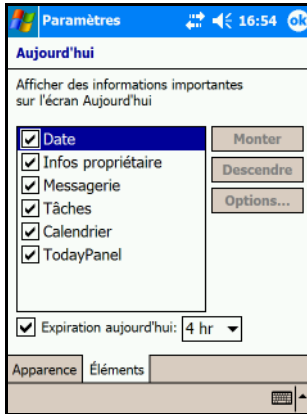 Paramètres 16:54 ok
Aujourd'hui
Afficher des informations importantes
sur l'écran Aujourd'hui
Date
Infos propriétaire
Messagerie
Tâches
Calendrier
TodayPanel
Monter
Descendre
Options...
Expiration aujourd'hui: 4 hr
Apparence Éléments